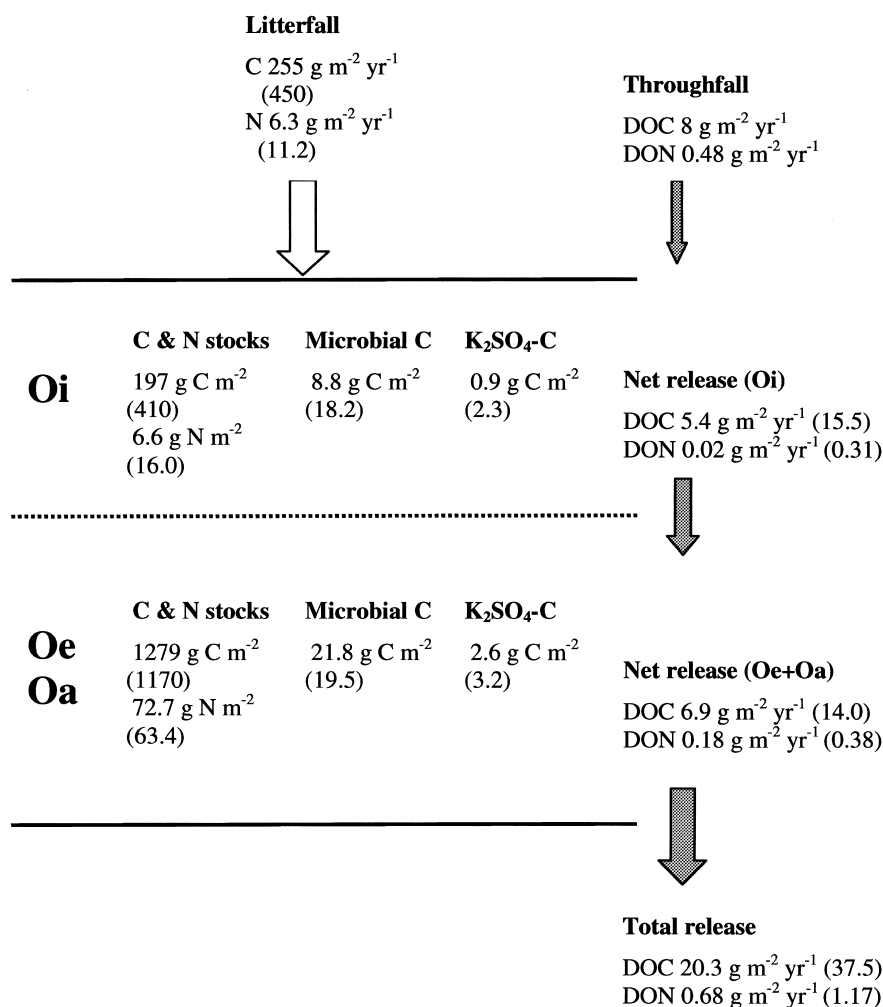 Litterfall
C 255 g m⁻² yr⁻¹
(450)
N 6.3 g m⁻² yr⁻¹
(11.2)
Throughfall
DOC 8 g m⁻² yr⁻¹
DON 0.48 g m⁻² yr⁻¹
Oi
C & N stocks
197 g C m⁻²
(410)
6.6 g N m⁻²
(16.0)
Microbial C
8.8 g C m⁻²
(18.2)
K₂SO₄-C
0.9 g C m⁻²
(2.3)
Net release (Oi)
DOC 5.4 g m⁻² yr⁻¹ (15.5)
DON 0.02 g m⁻² yr⁻¹ (0.31)
Oe
Oa
C & N stocks
1279 g C m⁻²
(1170)
72.7 g N m⁻²
(63.4)
Microbial C
21.8 g C m⁻²
(19.5)
K₂SO₄-C
2.6 g C m⁻²
(3.2)
Net release (Oe+Oa)
DOC 6.9 g m⁻² yr⁻¹ (14.0)
DON 0.18 g m⁻² yr⁻¹ (0.38)
Total release
DOC 20.3 g m⁻² yr⁻¹ (37.5)
DON 0.68 g m⁻² yr⁻¹ (1.17)